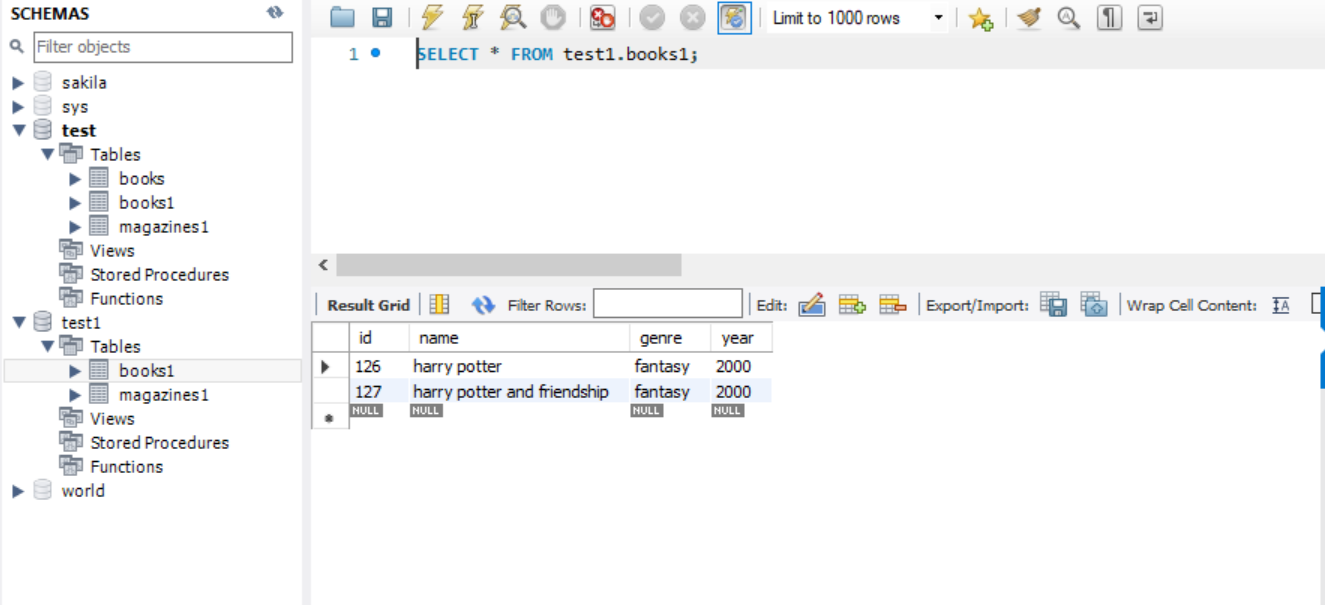 SCHEMAS
Filter objects
sakila
sys
test
Tables
books
books1
magazines1
Views
Stored Procedures
Functions
test1
Tables
books1
magazines1
Views
Stored Procedures
Functions
world
Limit to 1000 rows
1 SELECT * FROM test1.books1;
Result Grid Filter Rows: Edit: Export/Import: Wrap Cell Content: IA
id name genre year
126 harry potter fantasy 2000
127 harry potter and friendship fantasy 2000
NULL NULL NULL NULL